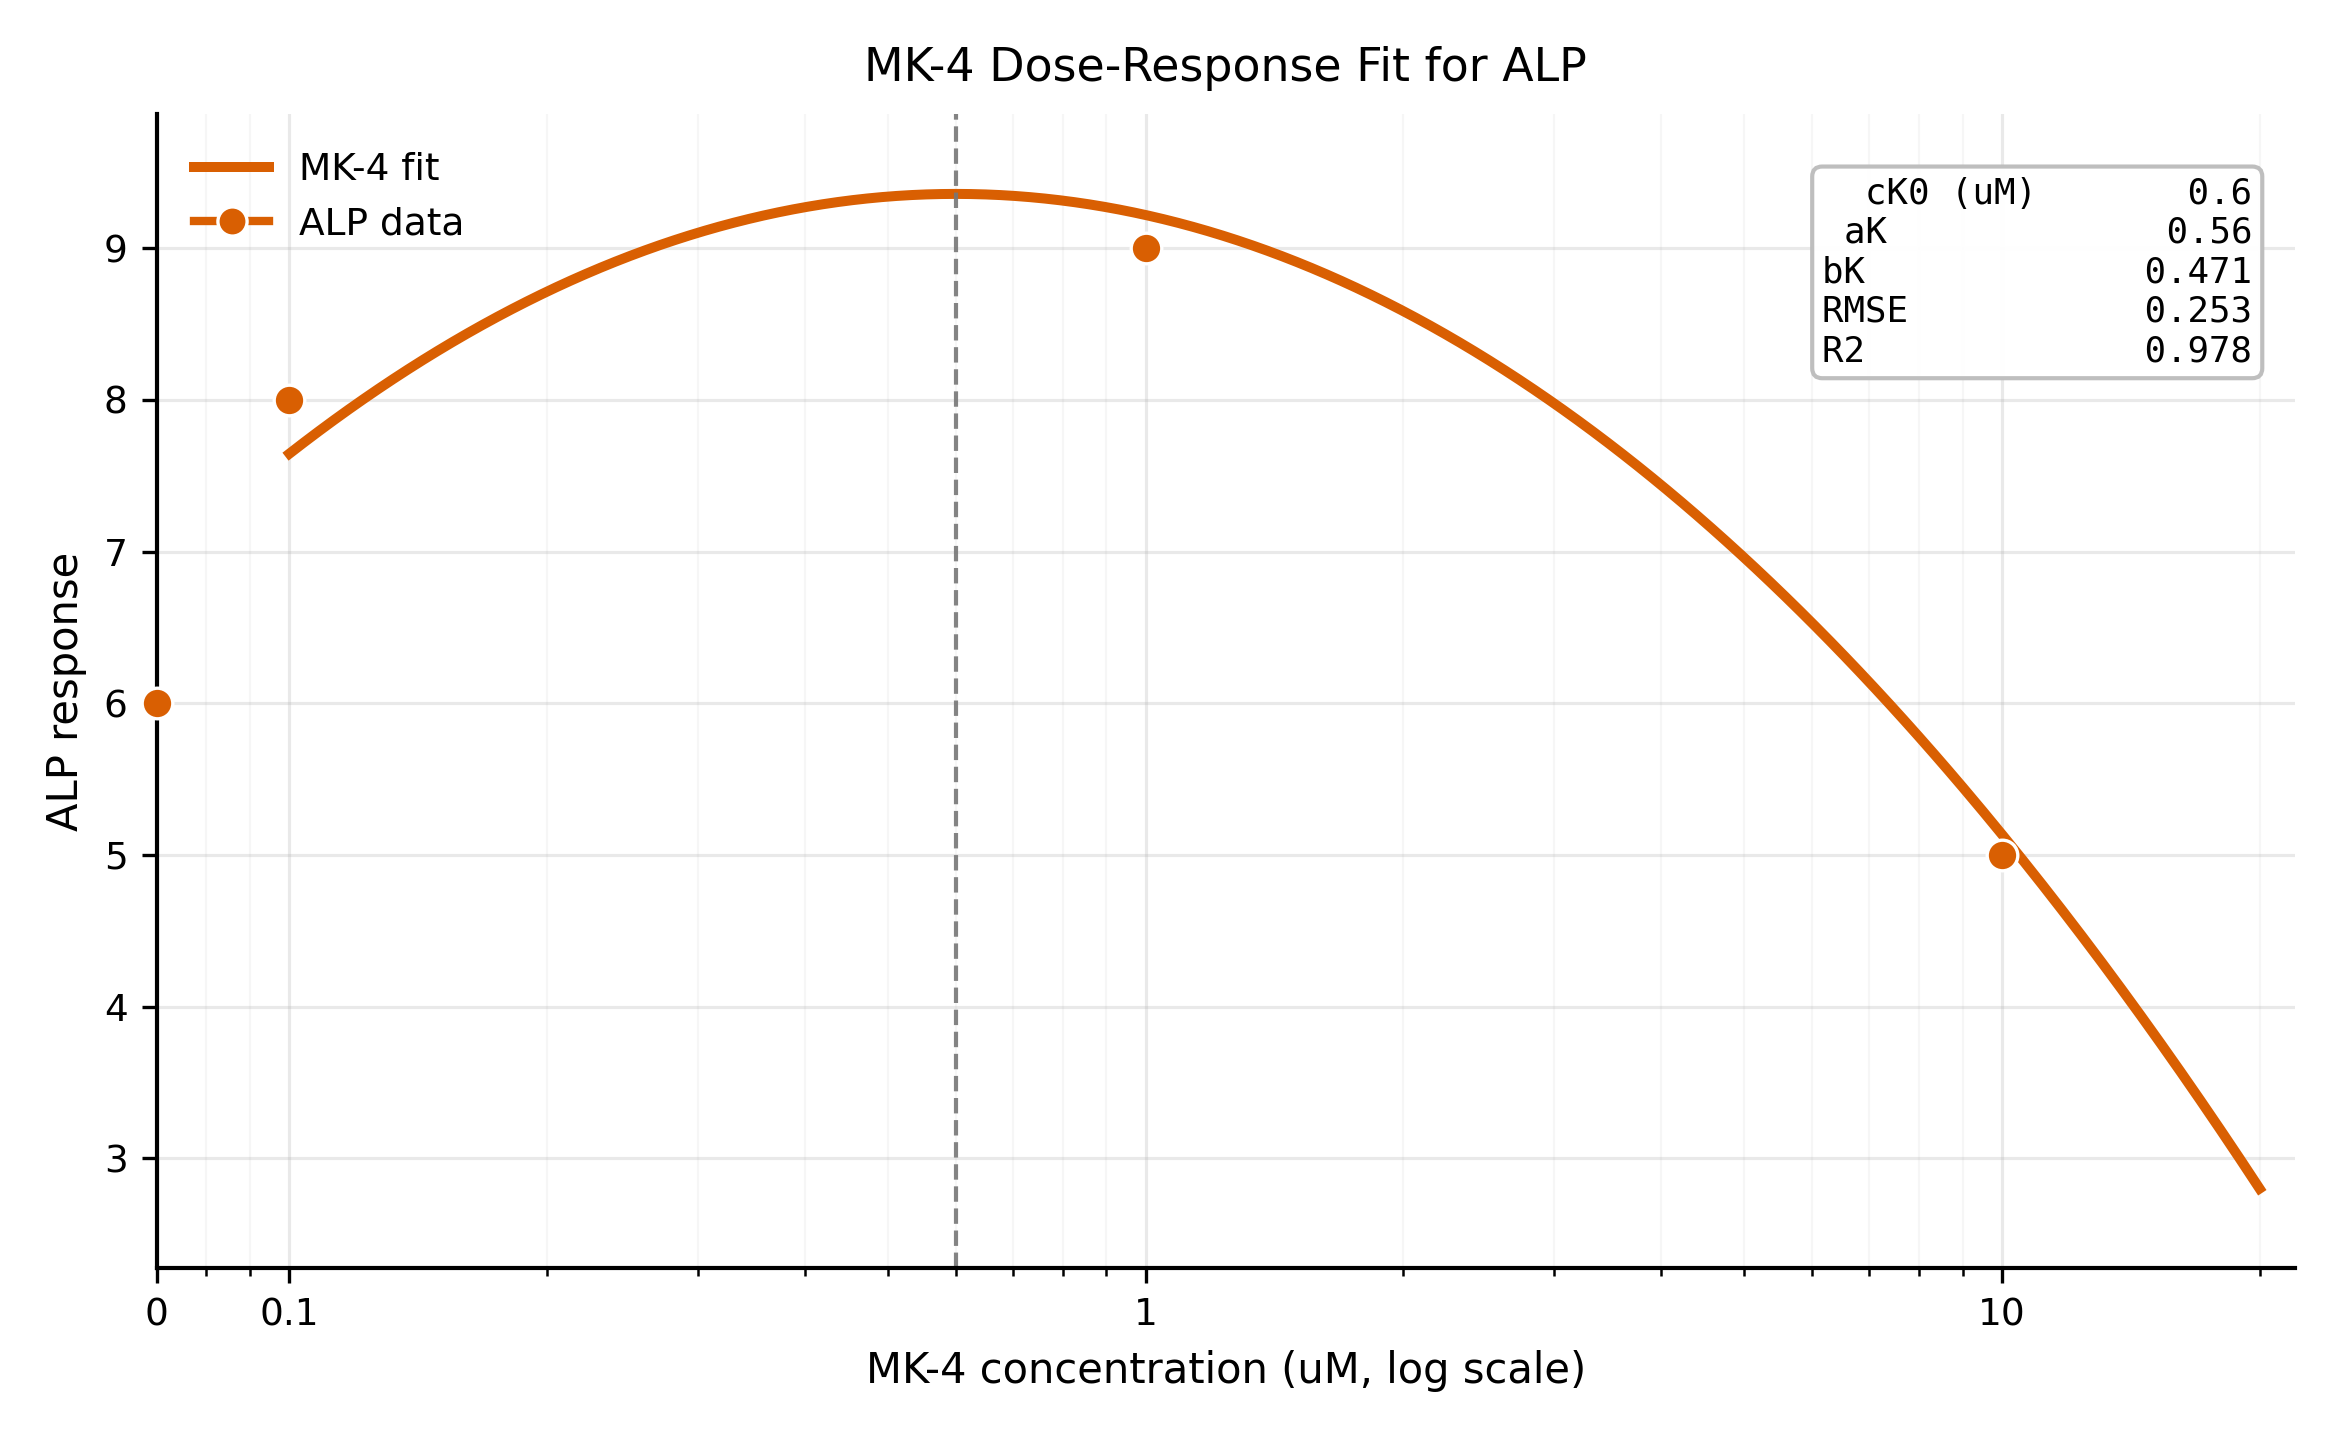 MK-4 Dose-Response Fit for ALP
MK-4 fit
ALP data
cK0 (uM) 0.6
aK 0.56
bK 0.471
RMSE 0.253
R2 0.978
ALP response
9
8
7
6
5
4
3
0 0.1 1 10
MK-4 concentration (uM, log scale)